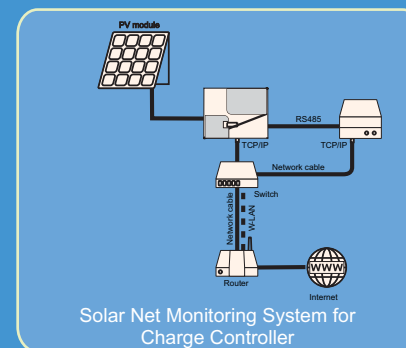 PV module
RS485
TCP/IP
TCP/IP
Network cable
Switch
Network cable
W-LAN
WWW
Router
Internet
Solar Net Monitoring System for
Charge Controller